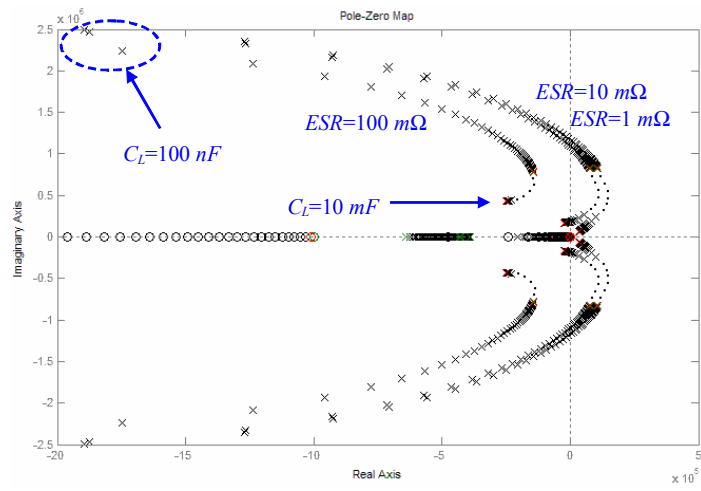 x 10^6
Pole-Zero Map
2.5
2
1.5
1
0.5
0
-0.5
-1
-1.5
-2
-2.5
Imaginary Axis
ESR=10 mΩ
ESR=1 mΩ
ESR=100 mΩ
C_L=100 nF
C_L=10 mF
-20
-15
-10
-5
0
5
Real Axis
x 10^5